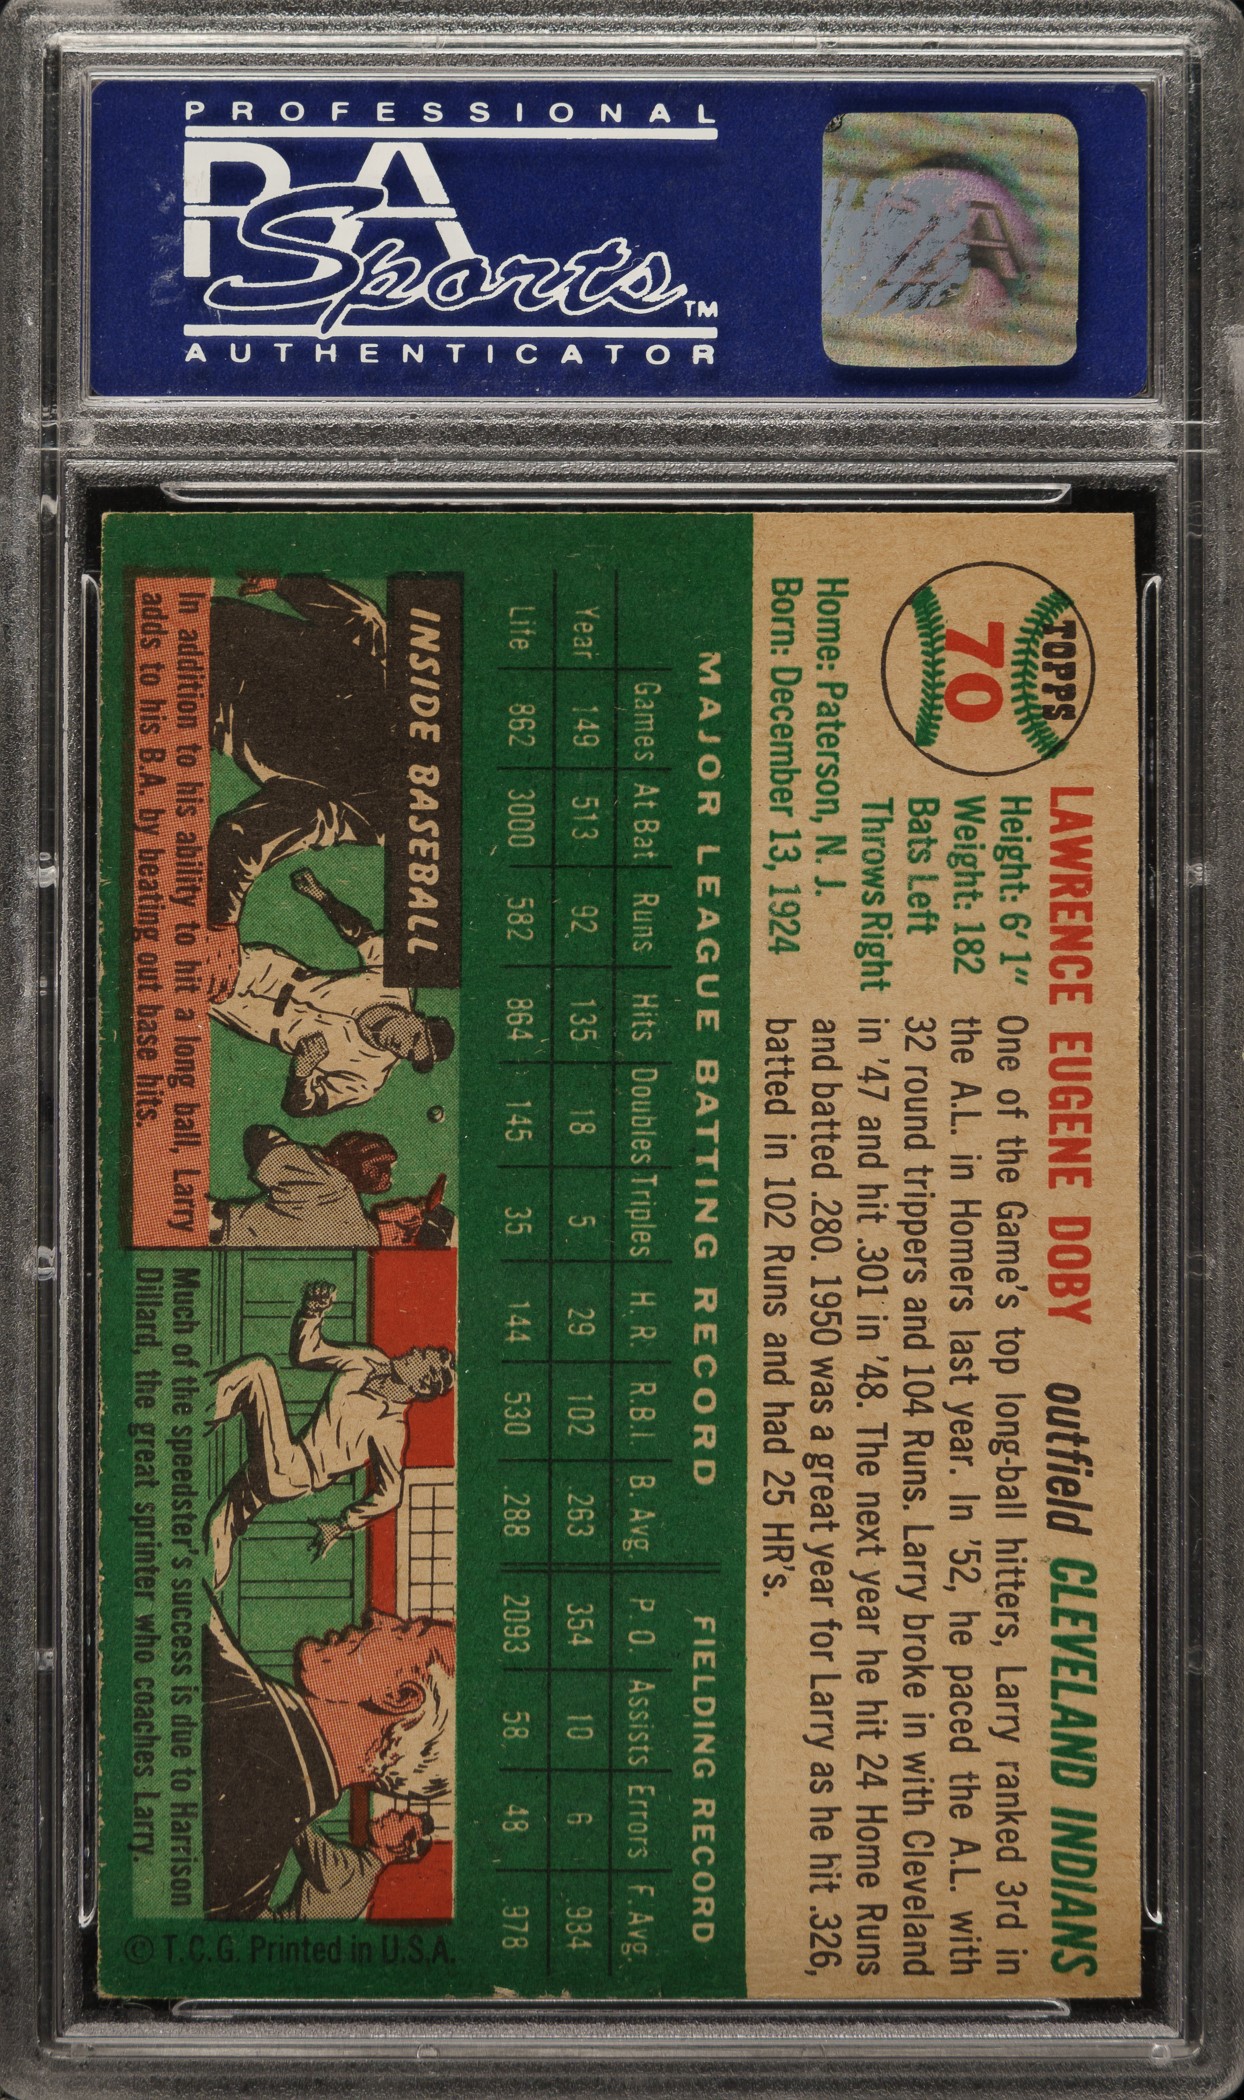 PROFESSIONAL
PSA
Sports™
AUTHENTICATOR
TOPPS
70
LAWRENCE EUGENE DOBY outfield CLEVELAND INDIANS
Height: 6' 1"
Weight: 182
Bats Left
Throws Right
Home: Paterson, N. J.
Born: December 13, 1924
One of the Game's top long-ball hitters, Larry ranked 3rd in
the A.L. in Homers last year. In '52, he paced the A.L. with
32 round trippers and 104 Runs. Larry broke in with Cleveland
in '47 and hit .301 in '48. The next year he hit 24 Home Runs
and batted .280. 1950 was a great year for Larry as he hit .326,
batted in 102 Runs and had 25 HR's.
MAJOR LEAGUE BATTING RECORD FIELDING RECORD
Games At Bat Runs Hits Doubles Triples H. R. R.B.I. B. Avg. P. O. Assists Errors F. Avg.
Year 149 513 92 135 18 5 29 102 .263 354 10 6 .984
Life 862 3000 582 864 145 35 144 530 .288 2093 58 48 .978
INSIDE BASEBALL
In addition to his ability to hit a long ball, Larry
adds to his B.A. by beating out base hits.
Much of the speedster's success is due to Harrison
Dillard, the great sprinter who coaches Larry.
© T.C.G. Printed in U.S.A.